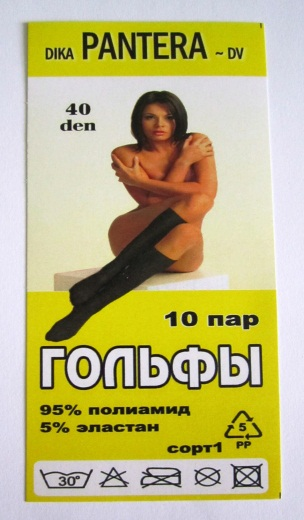 DIKA PANTERA ~ DV
40
den
10 пар
ГОЛЬФЫ
95% полиамид
5% эластан
5
PP
сорт1
30°